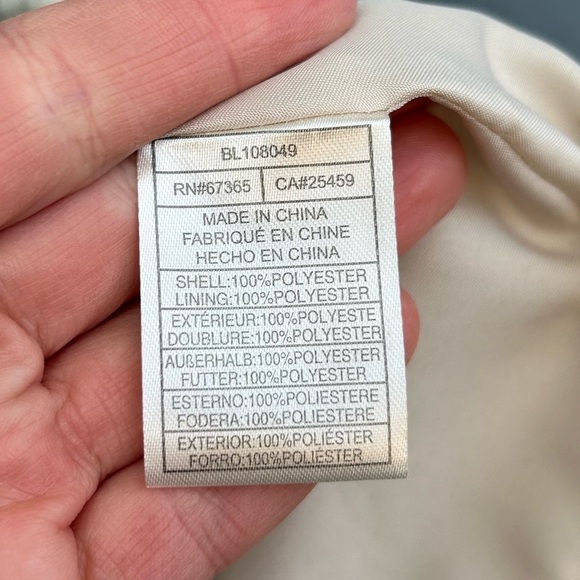 BL108049
RN#67365 CA#25459
MADE IN CHINA
FABRIQUÉ EN CHINE
HECHO EN CHINA
SHELL:100%POLYESTER
LINING:100%POLYESTER
EXTÉRIEUR:100%POLYESTE
DOUBLURE:100%POLYESTER
AUßERHALB:100%POLYESTER
FUTTER:100%POLYESTER
ESTERNO:100%POLIESTERE
FODERA:100%POLIESTERE
EXTERIOR:100%POLIÉSTER
FORRO:100%POLIÉSTER